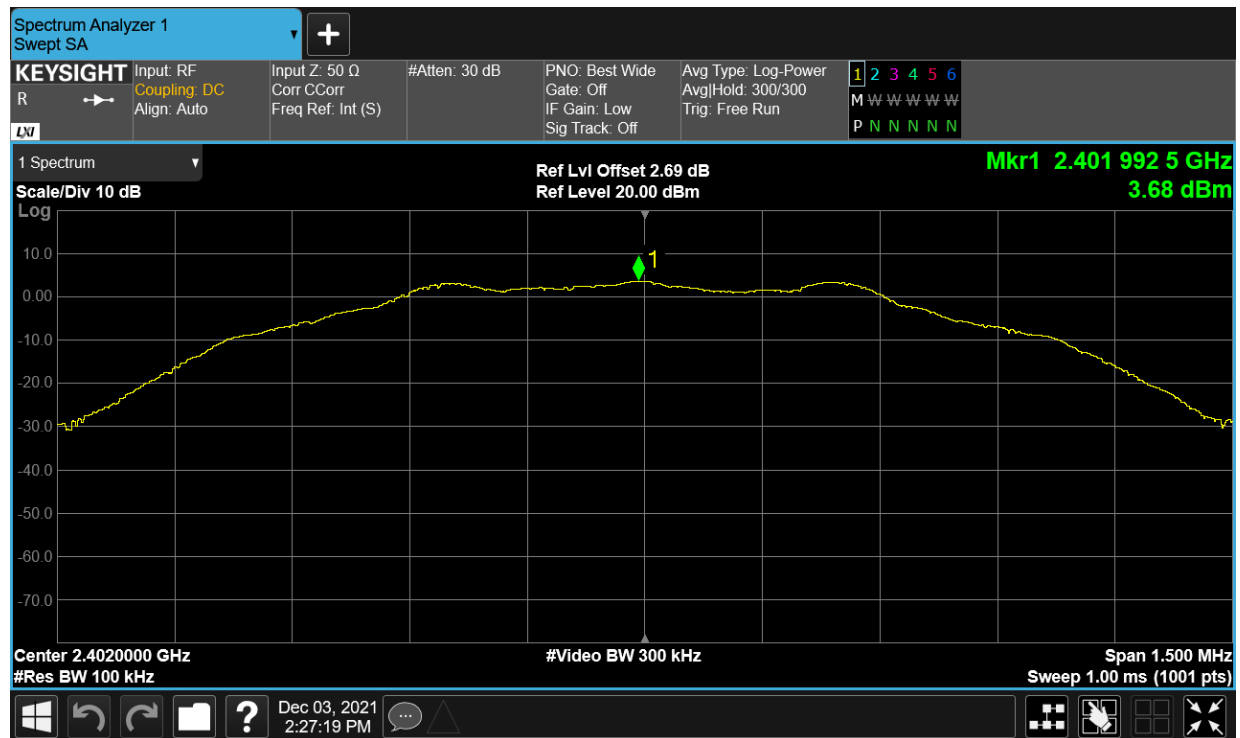 Spectrum Analyzer 1
Swept SA
▼
+
KEYSIGHT
R
LXI
Input: RF
Coupling: DC
Align: Auto
Input Z: 50 Ω
Corr CCorr
Freq Ref: Int (S)
#Atten: 30 dB
PNO: Best Wide
Gate: Off
IF Gain: Low
Sig Track: Off
Avg Type: Log-Power
Avg|Hold: 300/300
Trig: Free Run
1 2 3 4 5 6
M W W W W W
P N N N N N N
1 Spectrum
▼
Scale/Div 10 dB
Ref Lvl Offset 2.69 dB
Ref Level 20.00 dBm
Mkr1 2.401 992 5 GHz
3.68 dBm
Log
10.0
0.00
-10.0
-20.0
-30.0
-40.0
-50.0
-60.0
-70.0
1
Center 2.4020000 GHz
#Res BW 100 kHz
#Video BW 300 kHz
Span 1.500 MHz
Sweep 1.00 ms (1001 pts)
?
Dec 03, 2021
2:27:19 PM